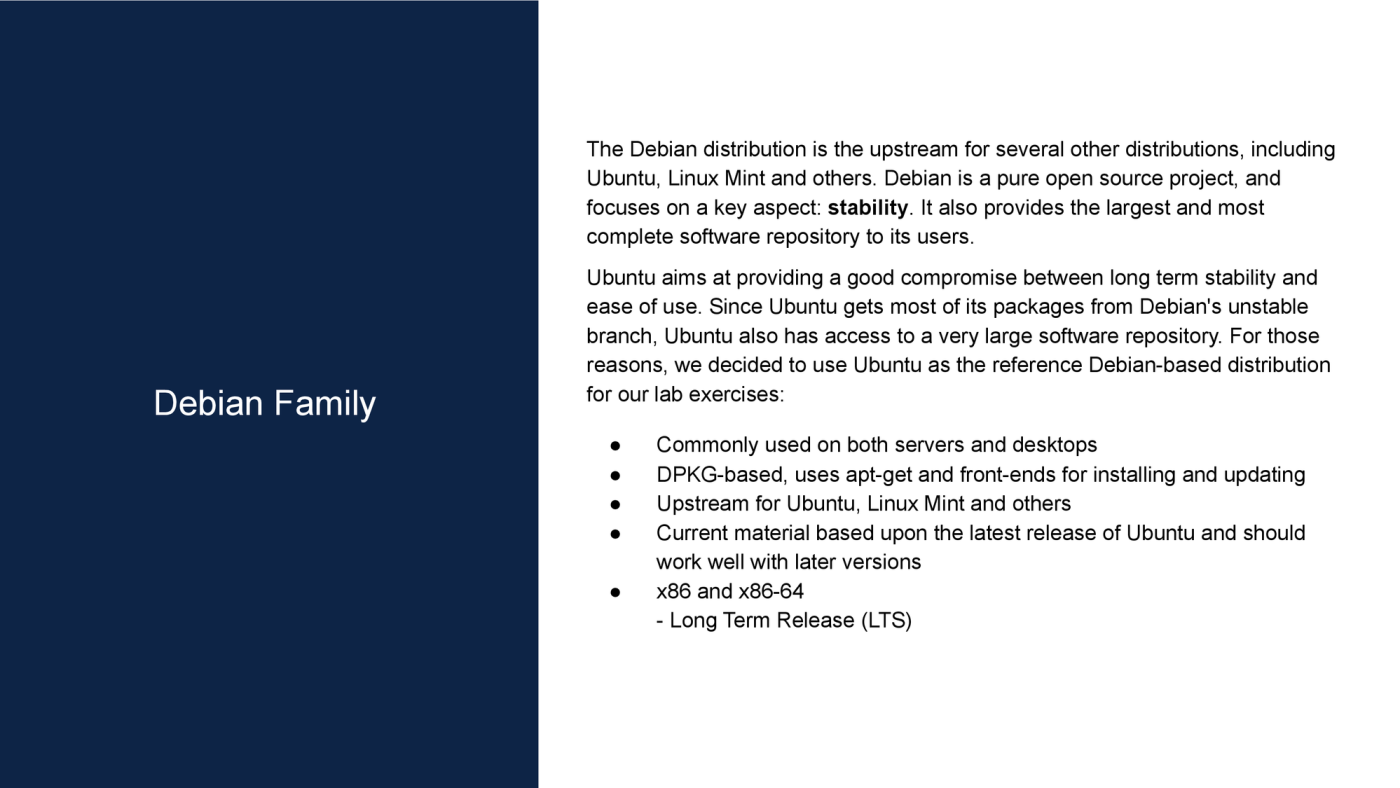 Debian Family
The Debian distribution is the upstream for several other distributions, including
Ubuntu, Linux Mint and others. Debian is a pure open source project, and
focuses on a key aspect: stability. It also provides the largest and most
complete software repository to its users.
Ubuntu aims at providing a good compromise between long term stability and
ease of use. Since Ubuntu gets most of its packages from Debian's unstable
branch, Ubuntu also has access to a very large software repository. For those
reasons, we decided to use Ubuntu as the reference Debian-based distribution
for our lab exercises:
● Commonly used on both servers and desktops
● DPKG-based, uses apt-get and front-ends for installing and updating
● Upstream for Ubuntu, Linux Mint and others
● Current material based upon the latest release of Ubuntu and should
work well with later versions
● x86 and x86-64
- Long Term Release (LTS)